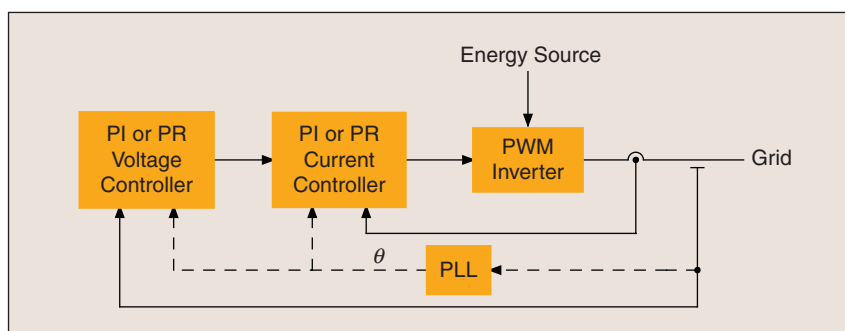 Energy Source
PI or PR
Voltage
Controller
PI or PR
Current
Controller
PWM
Inverter
Grid
θ
PLL